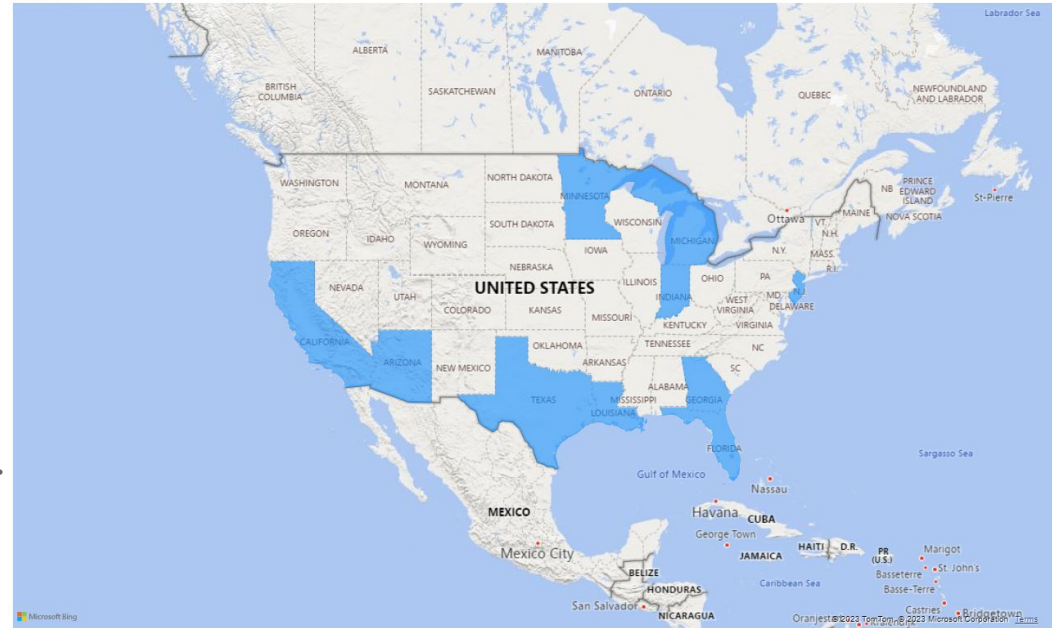 Labrador Sea
ALBERTA
MANITOBA
BRITISH
COLUMBIA
SASKATCHEWAN
ONTARIO
QUEBEC
NEWFOUNDLAND
AND LABRADOR
WASHINGTON
MONTANA
NORTH DAKOTA
MINNESOTA
NB
PRINCE
EDWARD
ISLAND
St-Pierre
NOVA SCOTIA
Ottawa
MAINE
OREGON
IDAHO
WYOMING
SOUTH DAKOTA
WISCONSIN
MICHIGAN
VT.
N.H.
N.Y.
MASS.
R.I.
IOWA
NEBRASKA
NEVADA
UTAH
COLORADO
UNITED STATES
KANSAS
ILLINOIS
INDIANA
OHIO
PA
N.J.
MD
DELAWARE
WEST
VIRGINIA
VIRGINIA
MISSOURI
KENTUCKY
CALIFORNIA
ARIZONA
NEW MEXICO
OKLAHOMA
ARKANSAS
TENNESSEE
NC
SC
TEXAS
LOUISIANA
MISSISSIPPI
ALABAMA
GEORGIA
FLORIDA
Gulf of Mexico
Sargasso Sea
Nassau
MEXICO
Mexico City
Havana
CUBA
George Town
JAMAICA
HAITI
D.R.
PR
(U.S.)
Marigot
St. John's
Basseterre
Basse-Terre
BELIZE
HONDURAS
Caribbean Sea
San Salvador
NICARAGUA
Castries
Bridgetown
Oranjest
Kralendijk
Microsoft Bing
© 2023 TomTom, © 2023 Microsoft Corporation Terms